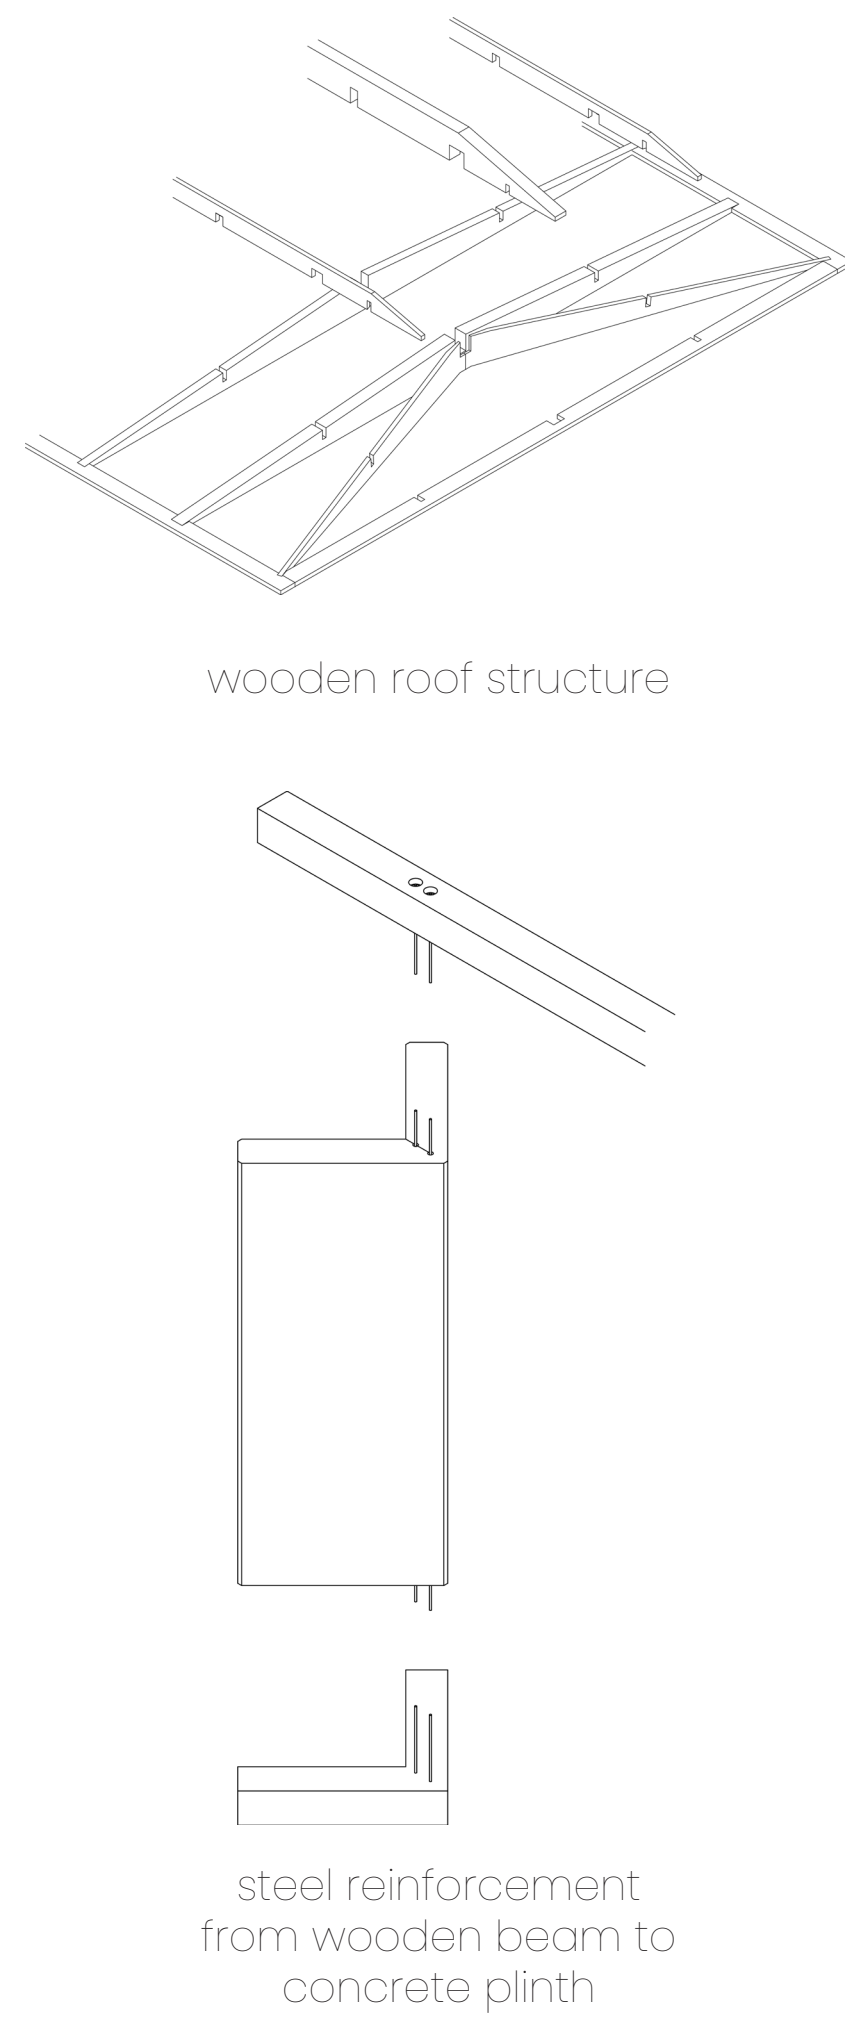 wooden roof structure
steel reinforcement
from wooden beam to
concrete plinth